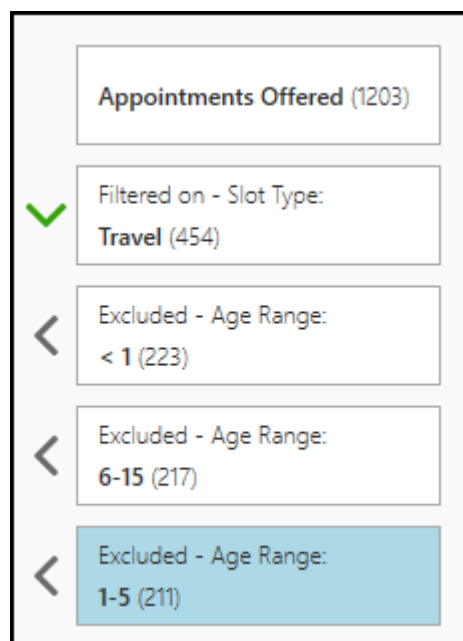 Appointments Offered (1203)
Filtered on - Slot Type:
Travel (454)
Excluded - Age Range:
< 1 (223)
Excluded - Age Range:
6-15 (217)
Excluded - Age Range:
1-5 (211)